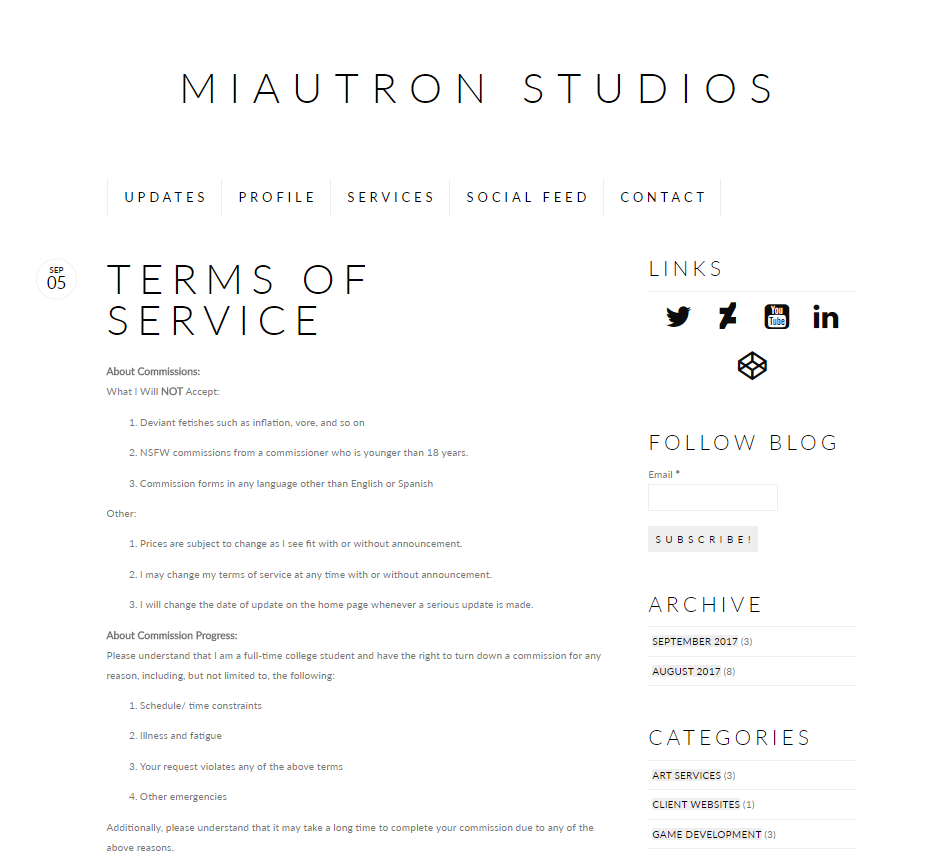 MIAUTRON STUDIOS
UPDATES
PROFILE
SERVICES
SOCIAL FEED
CONTACT
SEP
05
TERMS OF
SERVICE
About Commissions:
What I Will NOT Accept:
1. Deviant fetishes such as inflation, vore, and so on
2. NSFW commissions from a commissioner who is younger than 18 years.
3. Commission forms in any language other than English or Spanish
Other:
1. Prices are subject to change as I see fit with or without announcement.
2. I may change my terms of service at any time with or without announcement.
3. I will change the date of update on the home page whenever a serious update is made.
About Commission Progress:
Please understand that I am a full-time college student and have the right to turn down a commission for any
reason, including, but not limited to, the following:
1. Schedule/ time constraints
2. Illness and fatigue
3. Your request violates any of the above terms
4. Other emergencies
Additionally, please understand that it may take a long time to complete your commission due to any of the
above reasons.
LINKS
You
Tube
in
FOLLOW BLOG
Email *
SUBSCRIBE!
ARCHIVE
SEPTEMBER 2017 (3)
AUGUST 2017 (8)
CATEGORIES
ART SERVICES (3)
CLIENT WEBSITES (1)
GAME DEVELOPMENT (3)